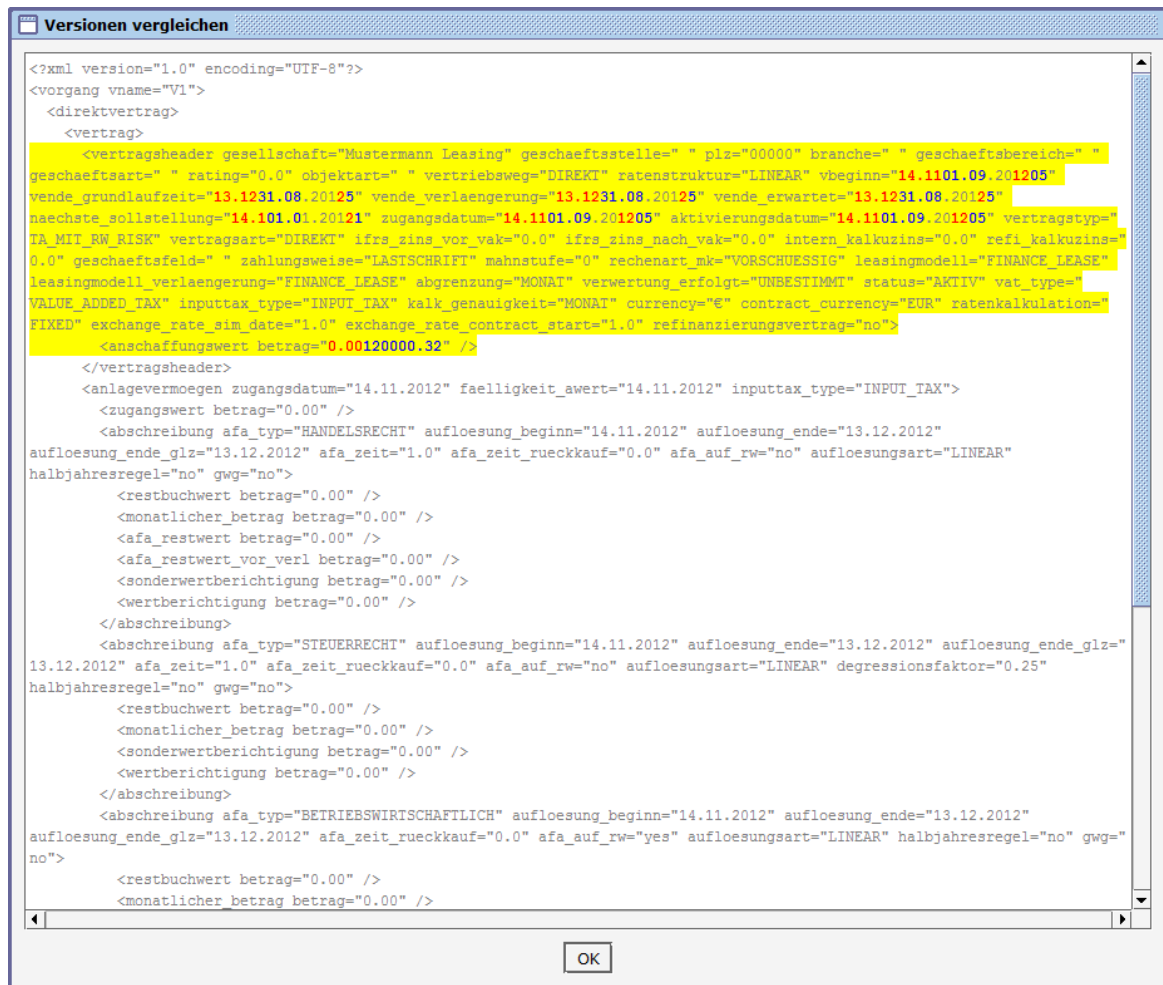 Versionen vergleichen
<?xml version="1.0" encoding="UTF-8"?>
<vorgang vname="V1">
<direktvertrag>
<vertrag>
<vertragsheader gesellschaft="Mustermann Leasing" geschaeftsstelle=" " plz="00000" branche=" " geschaeftsbereich=" "
geschaeftsart=" " rating="0.0" objektart=" " vertriebsweg="DIREKT" ratenstruktur="LINEAR" vbeginn="14.1101.09.201205"
vende_grundlaufzeit="13.1231.08.20125" vende_verlaengerung="13.1231.08.20125" vende_erwartet="13.1231.08.20125"
naechste_sollstellung="14.101.01.20121" zugangsdatum="14.1101.09.201205" aktivierungsdatum="14.1101.09.201205" vertragstyp="
TA_MIT_RW_RISK" vertragsart="DIREKT" ifrs_zins_vor_vak="0.0" ifrs_zins_nach_vak="0.0" intern_kalkuzins="0.0" refi_kalkuzins="
0.0" geschaeftsfeld=" " zahlungsweise="LASTSCHRIFT" mahnstufe="0" rechenart_mk="VORSCHUESSIG" leasingmodell="FINANCE_LEASE"
leasingmodell_verlaengerung="FINANCE_LEASE" abgrenzung="MONAT" verwertung_erfolgt="UNBESTIMMT" status="AKTIV" vat_type="
VALUE_ADDED_TAX" inputtax_type="INPUT_TAX" kalk_genauigkeit="MONAT" currency="€" contract_currency="EUR" ratenkalkulation="
FIXED" exchange_rate_sim_date="1.0" exchange_rate_contract_start="1.0" refinanzierungsvertrag="no">
<anschaffungswert betrag="0.00120000.32" />
</vertragsheader>
<anlagevermoegen zugangsdatum="14.11.2012" faelligkeit_awert="14.11.2012" inputtax_type="INPUT_TAX">
<zugangswert betrag="0.00" />
<abschreibung afa_typ="HANDELSRECHT" aufloesung_beginn="14.11.2012" aufloesung_ende="13.12.2012"
aufloesung_ende_glz="13.12.2012" afa_zeit="1.0" afa_zeit_rueckkauf="0.0" afa_auf_rw="no" aufloesungsart="LINEAR"
halbjahresregel="no" gwg="no">
<restbuchwert betrag="0.00" />
<monatlicher_betrag betrag="0.00" />
<afa_restwert betrag="0.00" />
<afa_restwert_vor_verl betrag="0.00" />
<sonderwertberichtigung betrag="0.00" />
<wertberichtigung betrag="0.00" />
</abschreibung>
<abschreibung afa_typ="STEUERRECHT" aufloesung_beginn="14.11.2012" aufloesung_ende="13.12.2012" aufloesung_ende_glz="
13.12.2012" afa_zeit="1.0" afa_zeit_rueckkauf="0.0" afa_auf_rw="no" aufloesungsart="LINEAR" degressionsfaktor="0.25"
halbjahresregel="no" gwg="no">
<restbuchwert betrag="0.00" />
<monatlicher_betrag betrag="0.00" />
<sonderwertberichtigung betrag="0.00" />
<wertberichtigung betrag="0.00" />
</abschreibung>
<abschreibung afa_typ="BETRIEBSWIRTSCHAFTLICH" aufloesung_beginn="14.11.2012" aufloesung_ende="13.12.2012"
aufloesung_ende_glz="13.12.2012" afa_zeit_rueckkauf="0.0" afa_auf_rw="yes" aufloesungsart="LINEAR" halbjahresregel="no" gwg="
no">
<restbuchwert betrag="0.00" />
<monatlicher_betrag betrag="0.00" />
OK